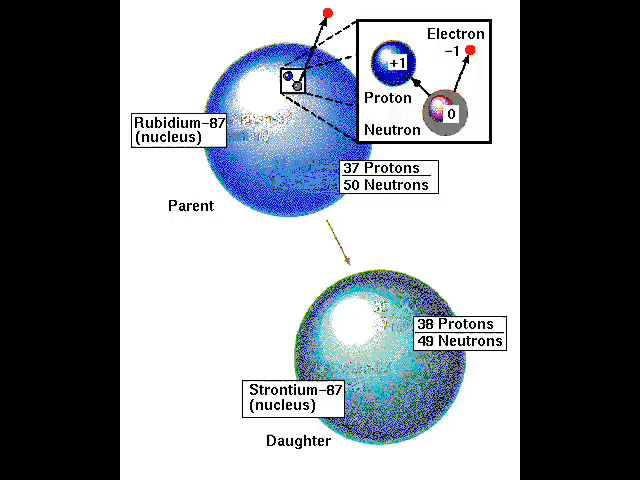 Electron
-1
+1
Proton
0
Neutron
Rubidium-87
(nucleus)
37 Protons
50 Neutrons
Parent
38 Protons
49 Neutrons
Strontium-87
(nucleus)
Daughter